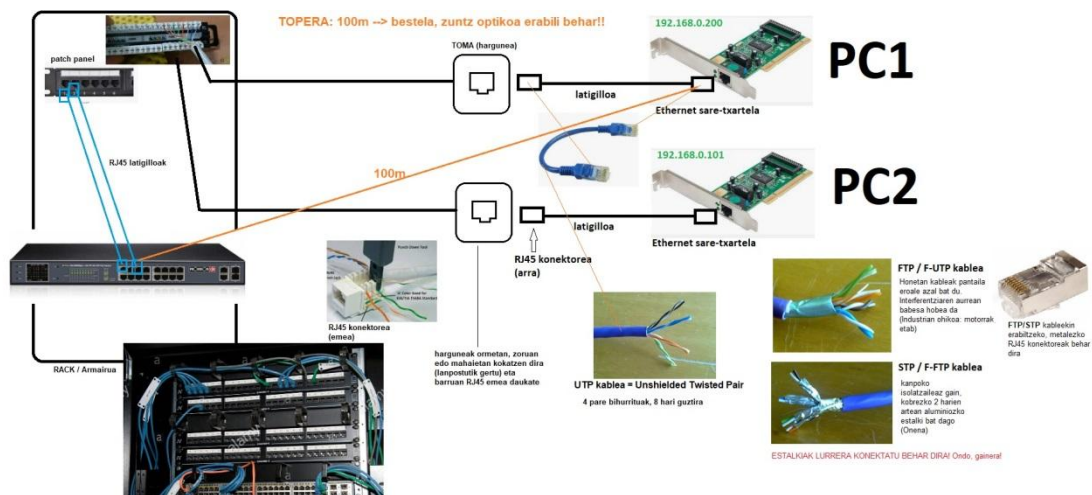 TOPERA: 100m --> bestela, zuntz optikoa erabili behar!!
192.168.0.200
PC1
TOMA (hargunea)
patch panel
latigilloa
Ethernet sare-txartela
RJ45 latigilloak
100m
192.168.0.101
PC2
latigilloa
Ethernet sare-txartela
RJ45 konektorea
(arra)
RJ45 konektorea
(emea)
RACK / Armairua
harguneak ormetan, zoruan
edo mahaietan kokatzen dira
(lanpostutik gertu) eta
barruan RJ45 emea daukate
UTP kablea = Unshielded Twisted Pair
4 pare bihurrituak, 8 hari guztira
FTP / F-UTP kablea
Honetan kableak pantaila
eroale azal bat du.
Interferentziaren aurrean
babesa hobea da
(Industrian ohikoa: motorrak
etab)
FTP/STP kableekin
erabiltzeko, metalezko
RJ45 konektoreak behar
dira
STP / F-FTP kablea
kanpoko
isolatzaileaz gain,
kobrezko 2 harien
artean aluminiozko
estalki bat dago
(Onena)
ESTALKIAK LURRERA KONEKTATU BEHAR DIRA! Ondo, gainera!